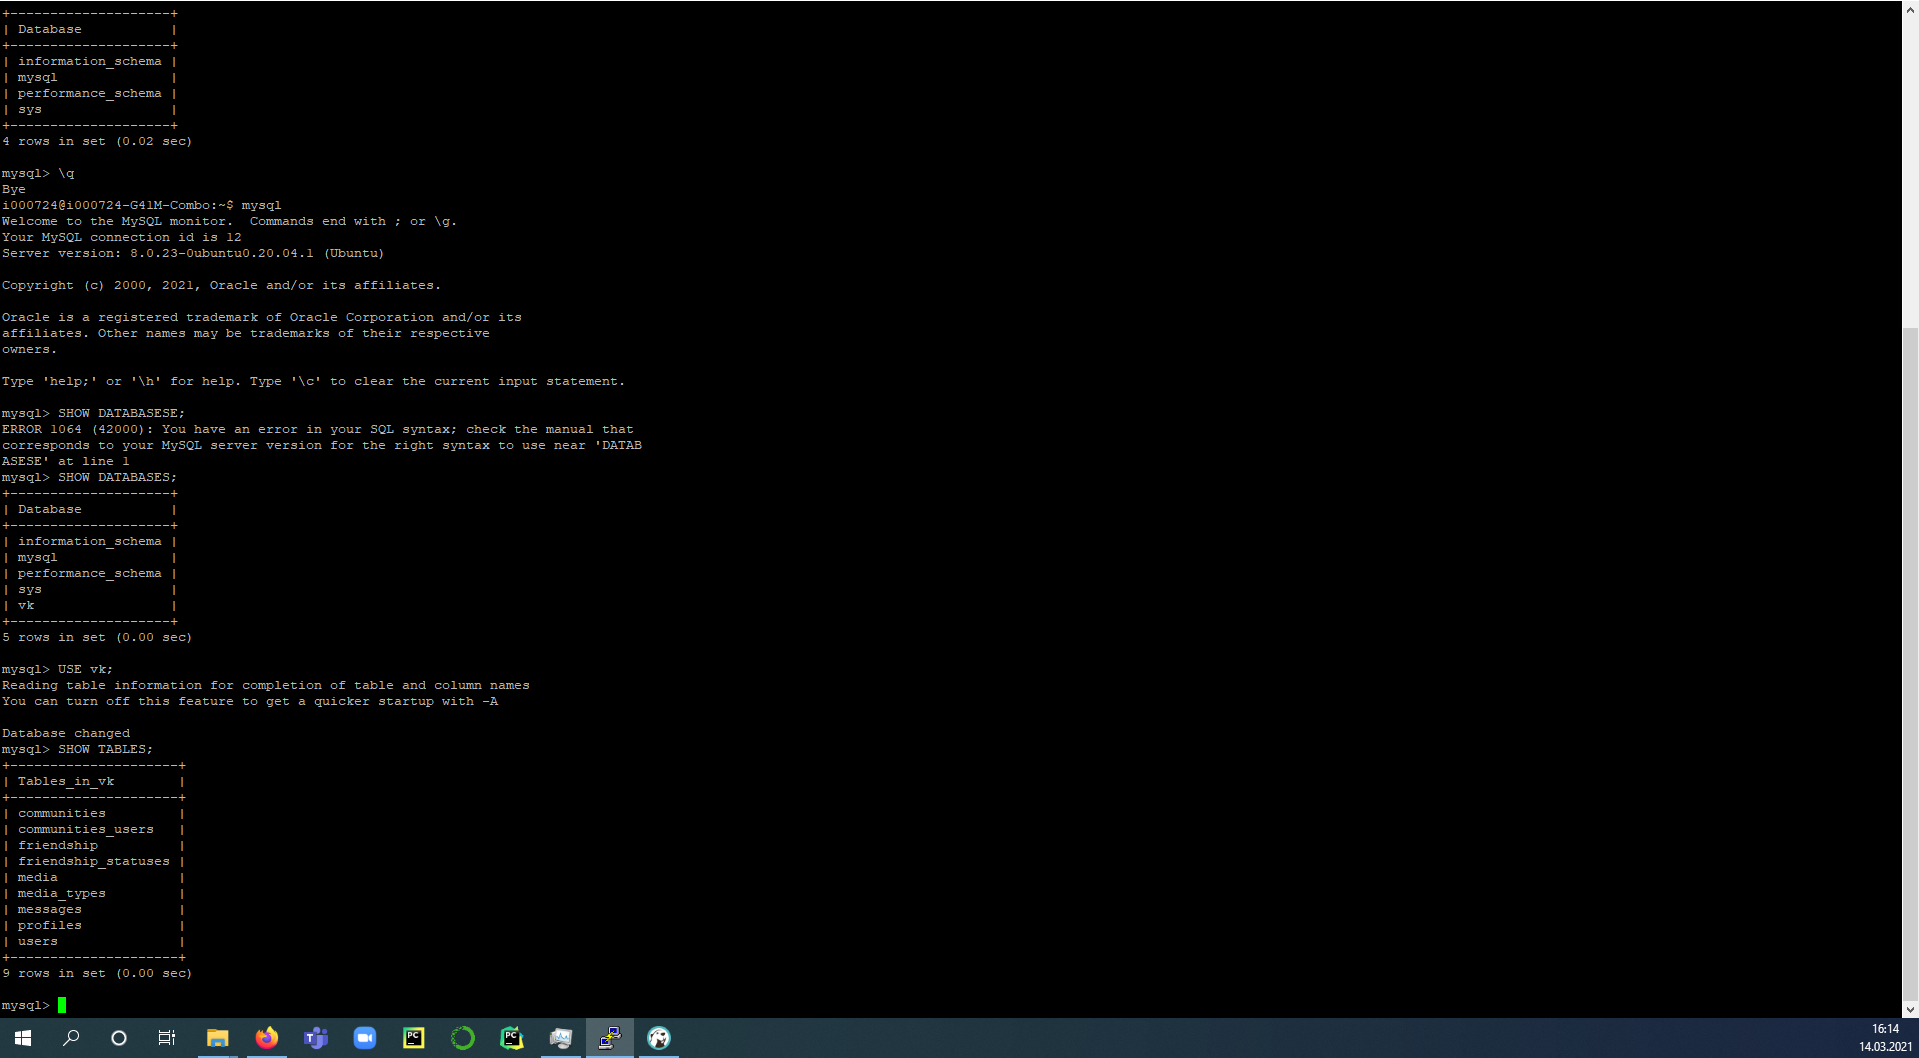 +--------------------+
| Database           |
+--------------------+
| information_schema |
| mysql              |
| performance_schema |
| sys                |
+--------------------+
4 rows in set (0.02 sec)

mysql> \q
Bye
i000724@i000724-G41M-Combo:~$ mysql
Welcome to the MySQL monitor.  Commands end with ; or \g.
Your MySQL connection id is 12
Server version: 8.0.23-0ubuntu0.20.04.1 (Ubuntu)

Copyright (c) 2000, 2021, Oracle and/or its affiliates.

Oracle is a registered trademark of Oracle Corporation and/or its
affiliates. Other names may be trademarks of their respective
owners.

Type 'help;' or '\h' for help. Type '\c' to clear the current input statement.

mysql> SHOW DATABASESE;
ERROR 1064 (42000): You have an error in your SQL syntax; check the manual that
corresponds to your MySQL server version for the right syntax to use near 'DATAB
ASESE' at line 1
mysql> SHOW DATABASES;
+--------------------+
| Database           |
+--------------------+
| information_schema |
| mysql              |
| performance_schema |
| sys                |
| vk                 |
+--------------------+
5 rows in set (0.00 sec)

mysql> USE vk;
Reading table information for completion of table and column names
You can turn off this feature to get a quicker startup with -A

Database changed
mysql> SHOW TABLES;
+---------------------+
| Tables_in_vk        |
+---------------------+
| communities         |
| communities_users   |
| friendship          |
| friendship_statuses |
| media               |
| media_types         |
| messages            |
| profiles            |
| users               |
+---------------------+
9 rows in set (0.00 sec)

mysql>
PC
PC
16:14
14.03.2021